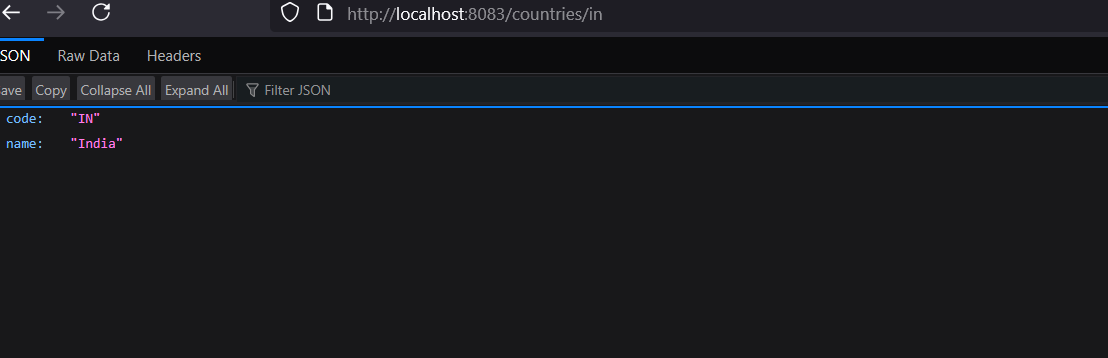 http://localhost:8083/countries/in
SON Raw Data Headers
ave Copy Collapse All Expand All Filter JSON
code: "IN"
name: "India"